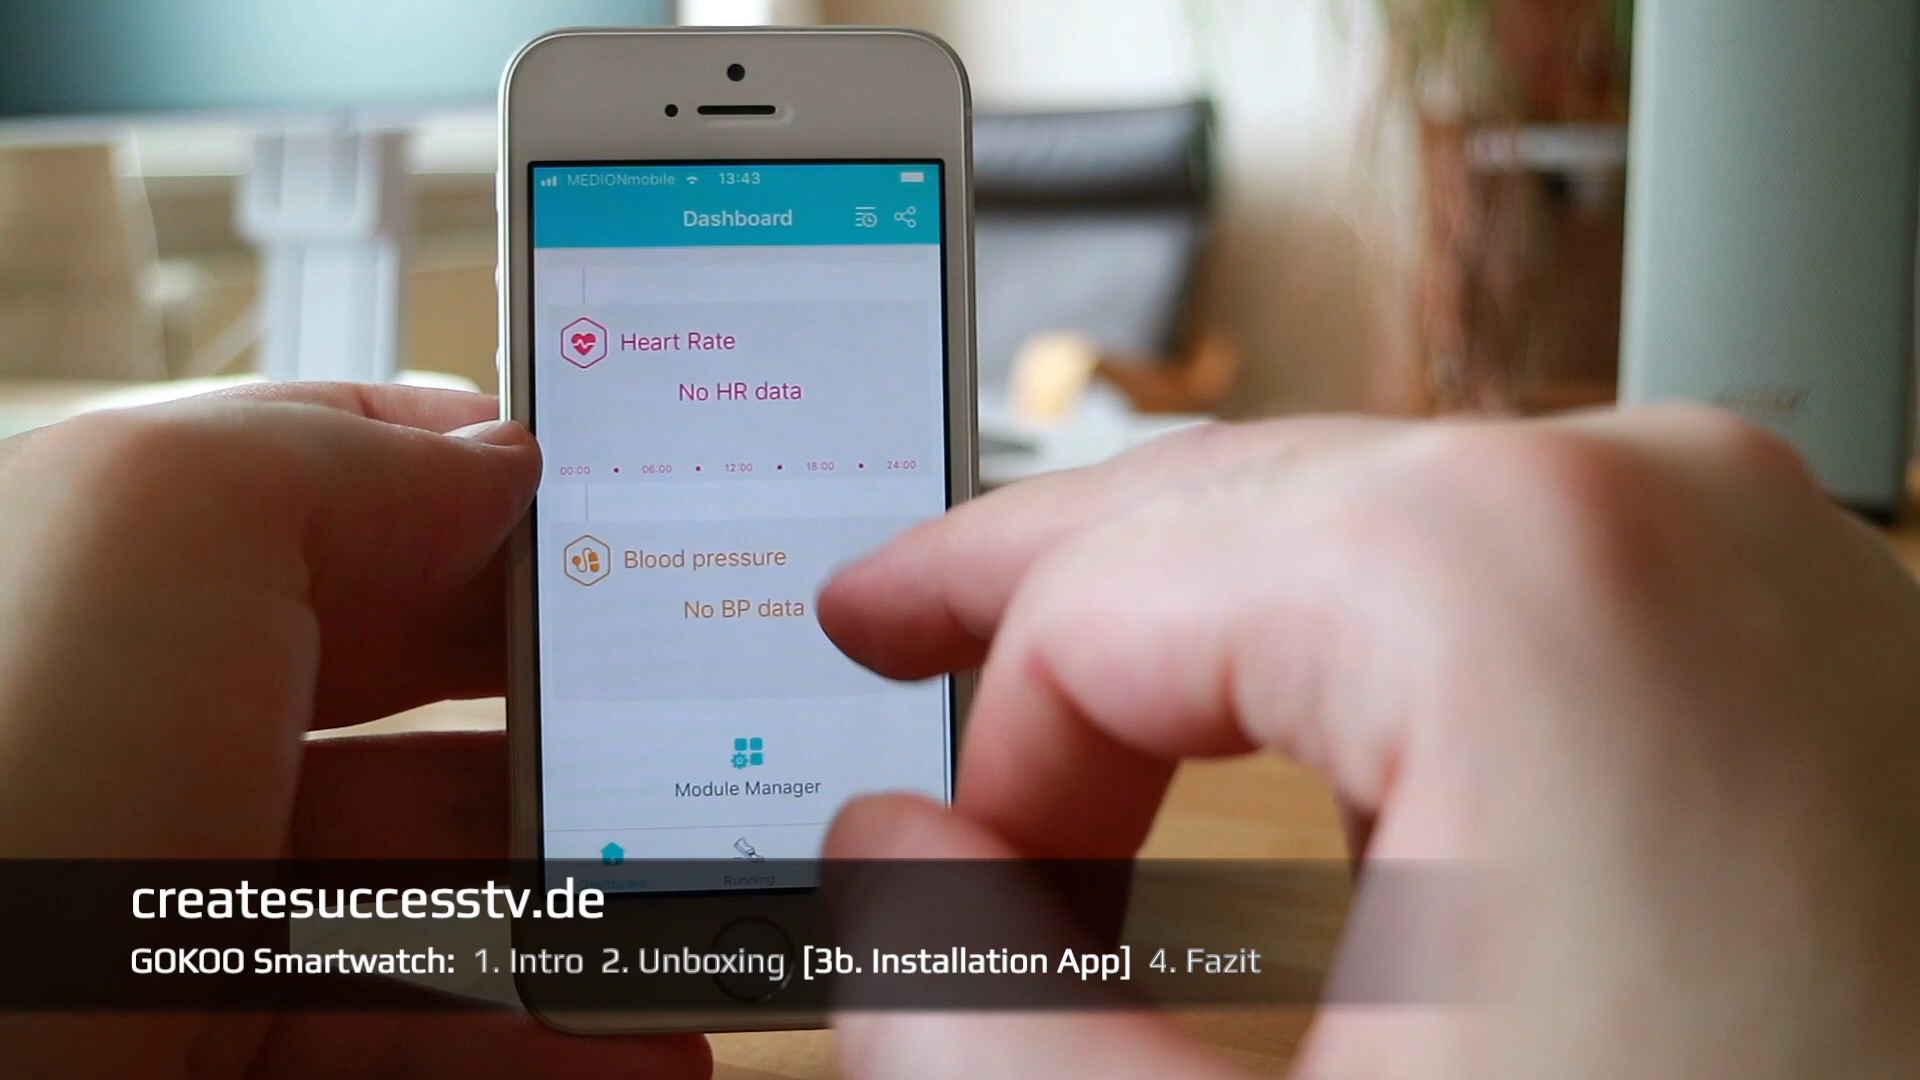 MEDIONmobile 13:43
Dashboard
Heart Rate
No HR data
00:00 06:00 12:00 18:00 24:00
Blood pressure
No BP data
Module Manager
Dashboard Running
createsuccesstv.de
GOKOO Smartwatch: 1. Intro 2. Unboxing [3b. Installation App] 4. Fazit